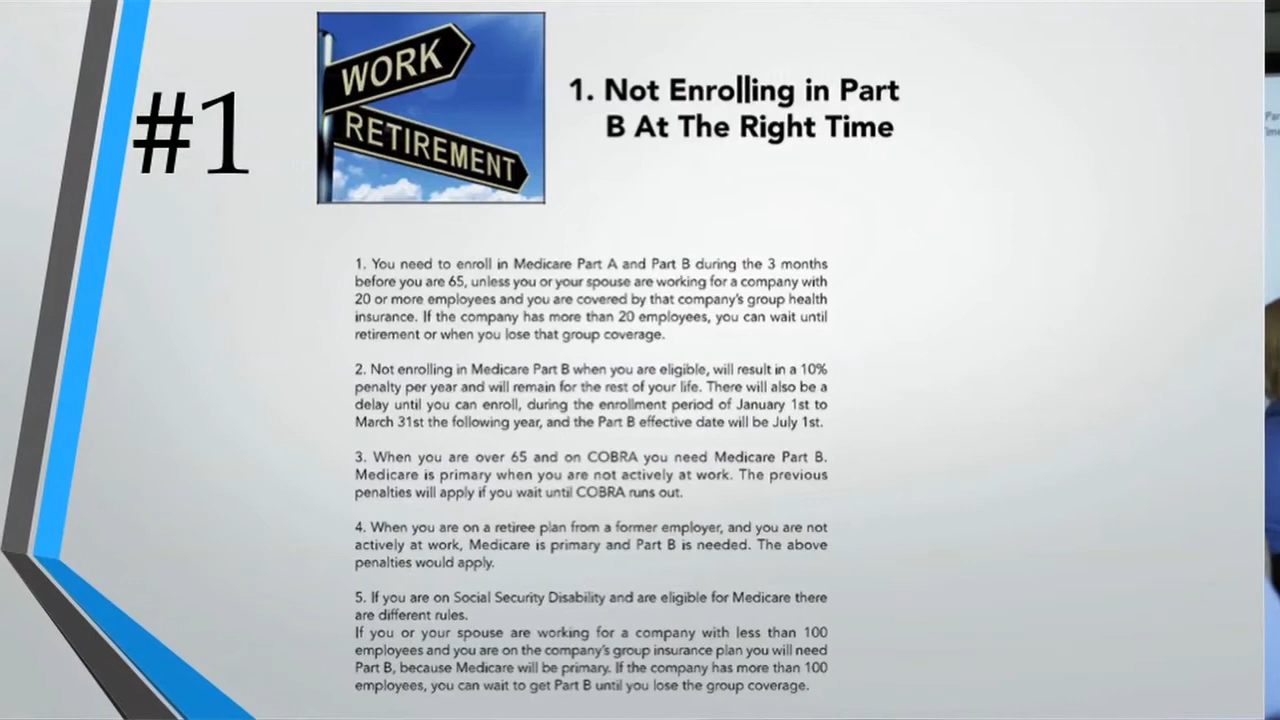 #1
WORK
RETIREMENT
1. Not Enrolling in Part
B At The Right Time
1. You need to enroll in Medicare Part A and Part B during the 3 months
before you are 65, unless you or your spouse are working for a company with
20 or more employees and you are covered by that company's group health
insurance. If the company has more than 20 employees, you can wait until
retirement or when you lose that group coverage.
2. Not enrolling in Medicare Part B when you are eligible, will result in a 10%
penalty per year and will remain for the rest of your life. There will also be a
delay until you can enroll, during the enrollment period of January 1st to
March 31st the following year, and the Part B effective date will be July 1st.
3. When you are over 65 and on COBRA you need Medicare Part B.
Medicare is primary when you are not actively at work. The previous
penalties will apply if you wait until COBRA runs out.
4. When you are on a retiree plan from a former employer, and you are not
actively at work, Medicare is primary and Part B is needed. The above
penalties would apply.
5. If you are on Social Security Disability and are eligible for Medicare there
are different rules.
If you or your spouse are working for a company with less than 100
employees and you are on the company's group insurance plan you will need
Part B, because Medicare will be primary. If the company has more than 100
employees, you can wait to get Part B until you lose the group coverage.